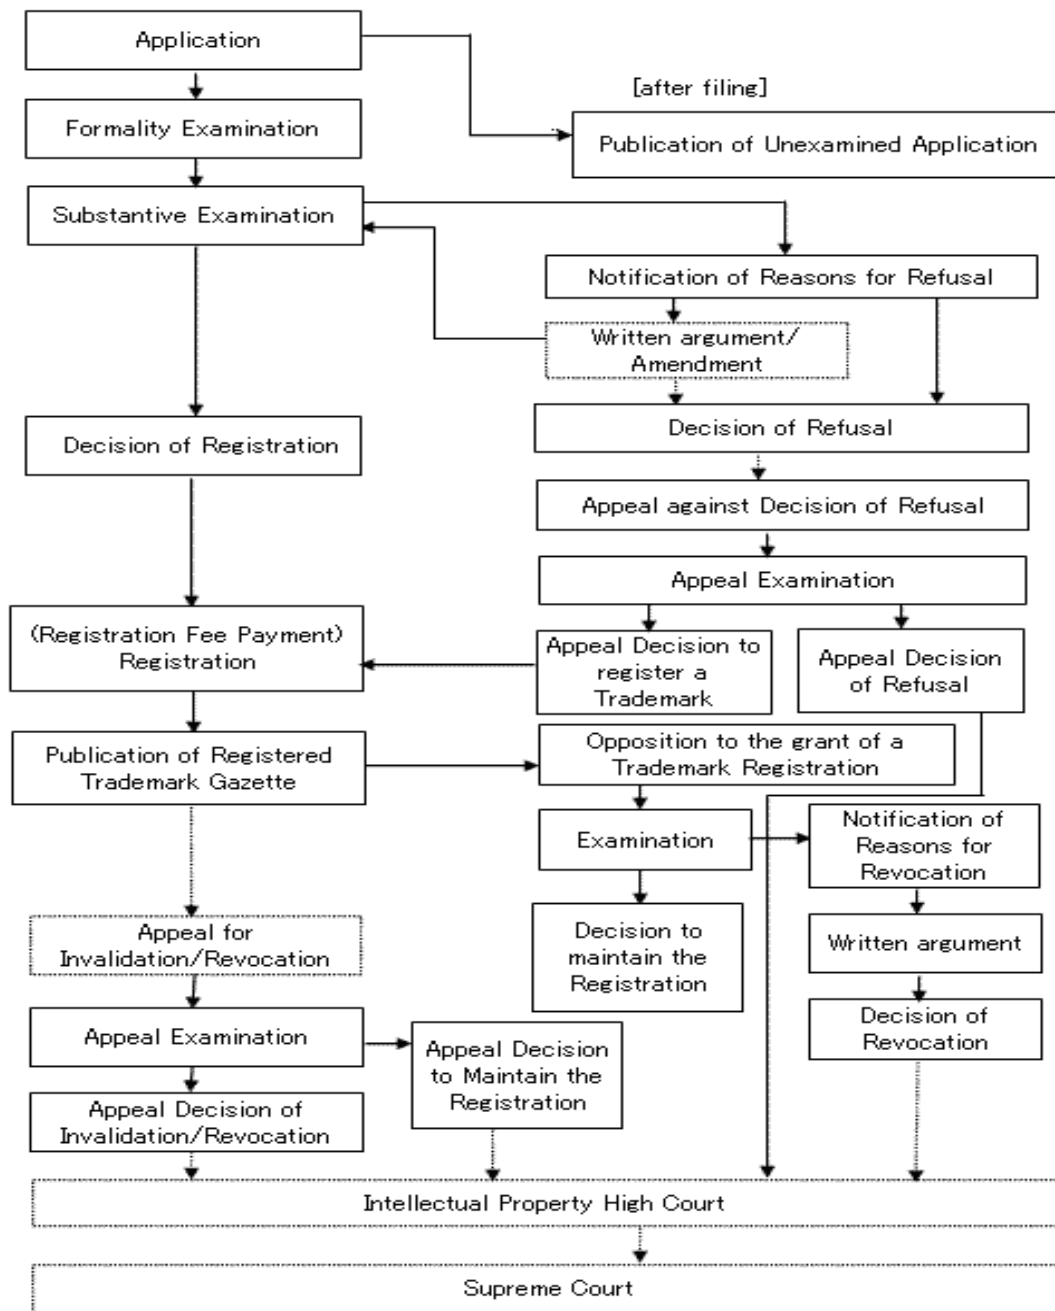 Application
[after filing]
Formality Examination
Publication of Unexamined Application
Substantive Examination
Notification of Reasons for Refusal
Written argument/
Amendment
Decision of Refusal
Decision of Registration
Appeal against Decision of Refusal
Appeal Examination
(Registration Fee Payment)
Registration
Appeal Decision to
register a
Trademark
Appeal Decision
of Refusal
Publication of Registered
Trademark Gazette
Opposition to the grant of a
Trademark Registration
Examination
Notification of
Reasons for
Revocation
Decision to
maintain the
Registration
Written argument
Appeal for
Invalidation/Revocation
Appeal Examination
Appeal Decision
to Maintain the
Registration
Decision of
Revocation
Appeal Decision of
Invalidation/Revocation
Intellectual Property High Court
Supreme Court